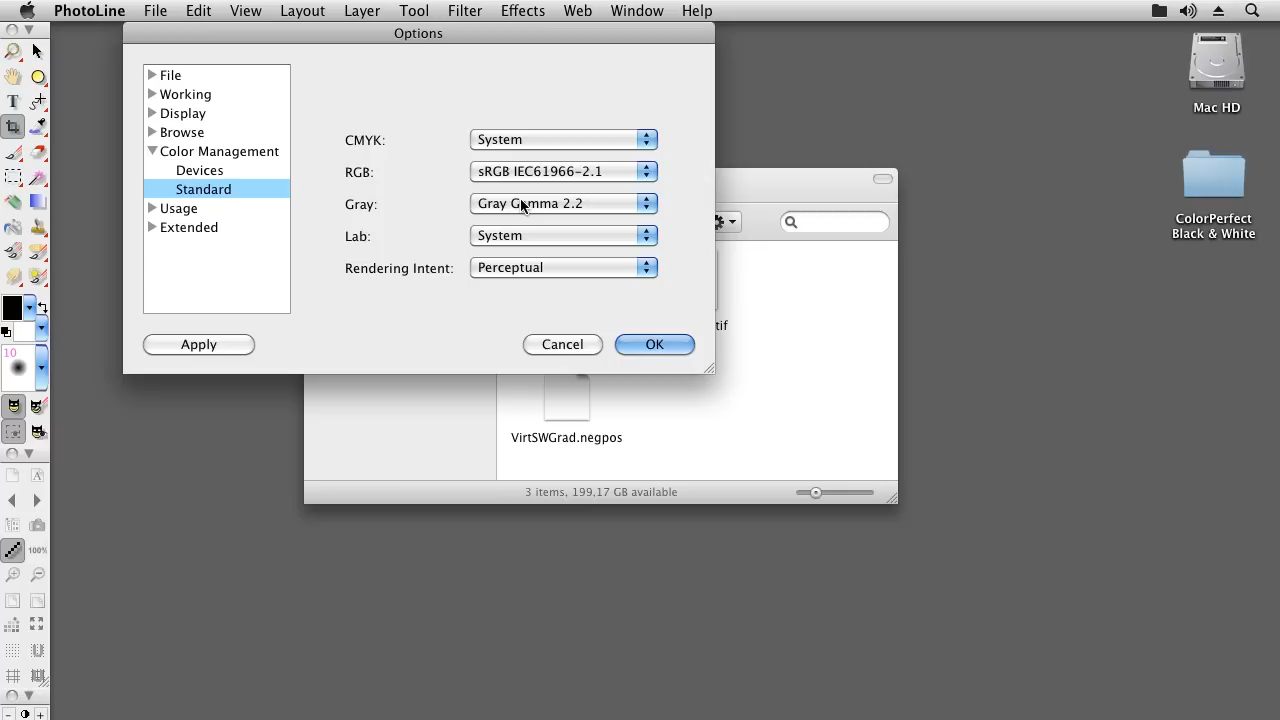 PhotoLine File Edit View Layout Layer Tool Filter Effects Web Window Help
Options
File
Working
Display
Browse
Color Management
Devices
Standard
Usage
Extended
CMYK: System
RGB: sRGB IEC61966-2.1
Gray: Gray Gamma 2.2
Lab: System
Rendering Intent: Perceptual
Apply Cancel OK
tif
VirtSWGrad.negpos
3 items, 199,17 GB available
Mac HD
ColorPerfect
Black & White
T
10
A
100%